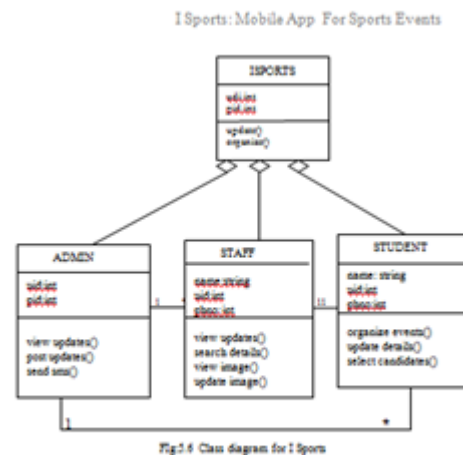 I Sports: Mobile App For Sports Events
ISPORTS
udi:int
pid:int
update()
organize()
ADMIN
uid:int
pid:int
view updates()
post updates()
send sms()
1
*
STAFF
name:string
uid:int
phno:int
view updates()
search details()
view image()
update image()
11
STUDENT
name: string
uid:int
phno:int
organize events()
update details()
select candidates()
1
*
Fig:5.6 Class diagram for I Sports